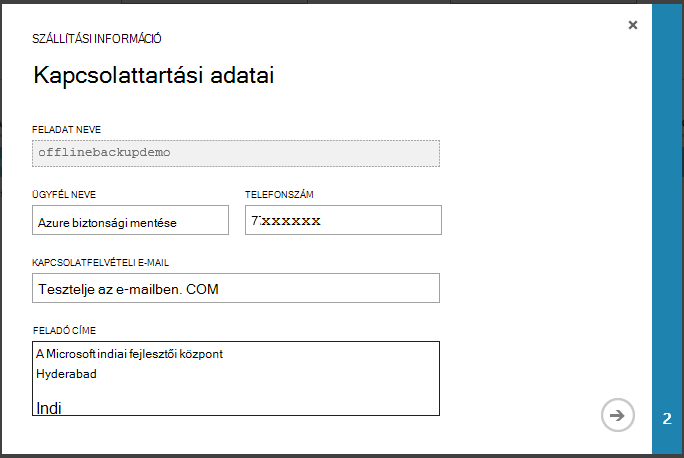 SZÁLLÍTÁSI INFORMÁCIÓ
Kapcsolattartási adatai
FELADAT NEVE
offlinebackupdemo
ÜGYFÉL NEVE TELEFONSZÁM
Azure biztonsági mentése 7:xxxxxx
KAPCSOLATFELVÉTELI E-MAIL
Tesztelje az e-mailben. COM
FELADÓ CÍME
A Microsoft indiai fejlesztői központ
Hyderabad
Indi
2